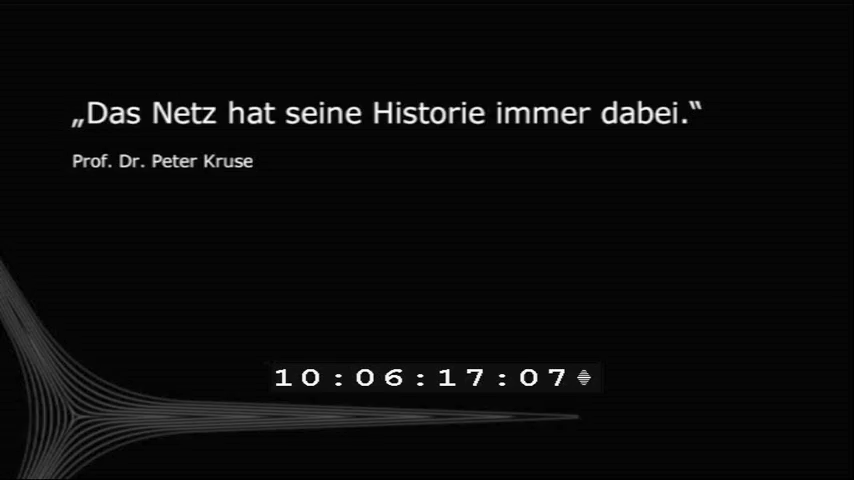 „Das Netz hat seine Historie immer dabei.“
Prof. Dr. Peter Kruse
10:06:17:07